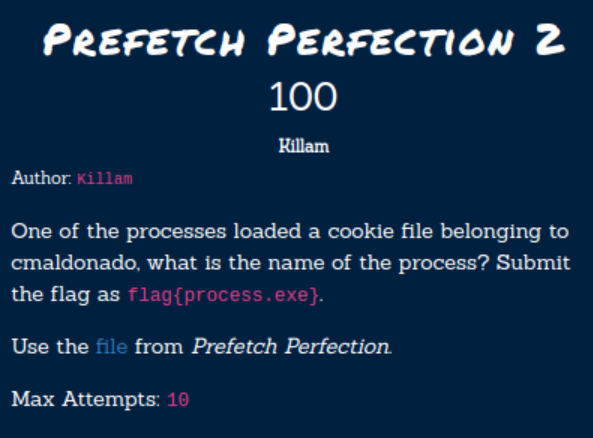 Prefetch Perfection 2
100
Killam
Author: Killam
One of the processes loaded a cookie file belonging to
cmaldonado, what is the name of the process? Submit
the flag as flag{process.exe}.
Use the file from Prefetch Perfection.
Max Attempts: 10